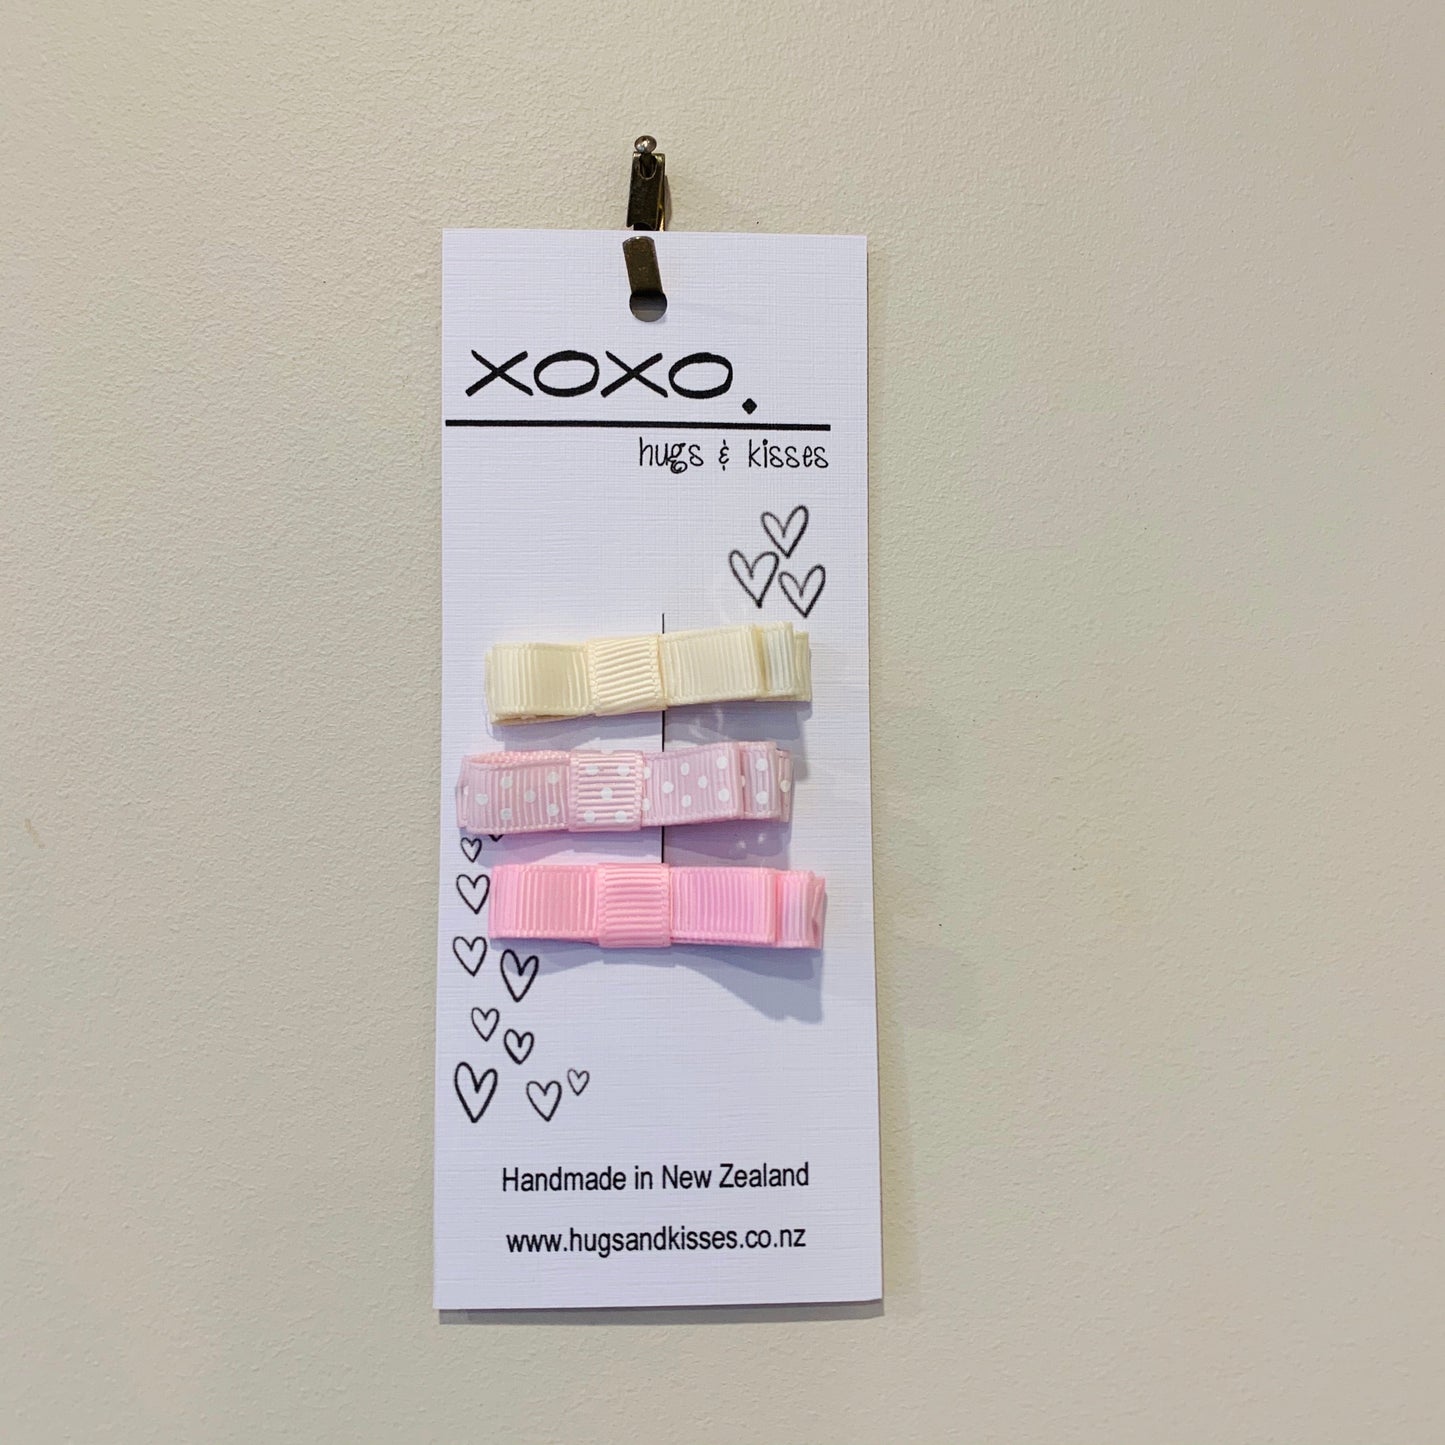 XOXO.
hugs & kisses
Handmade in New Zealand
www.hugsandkisses.co.nz